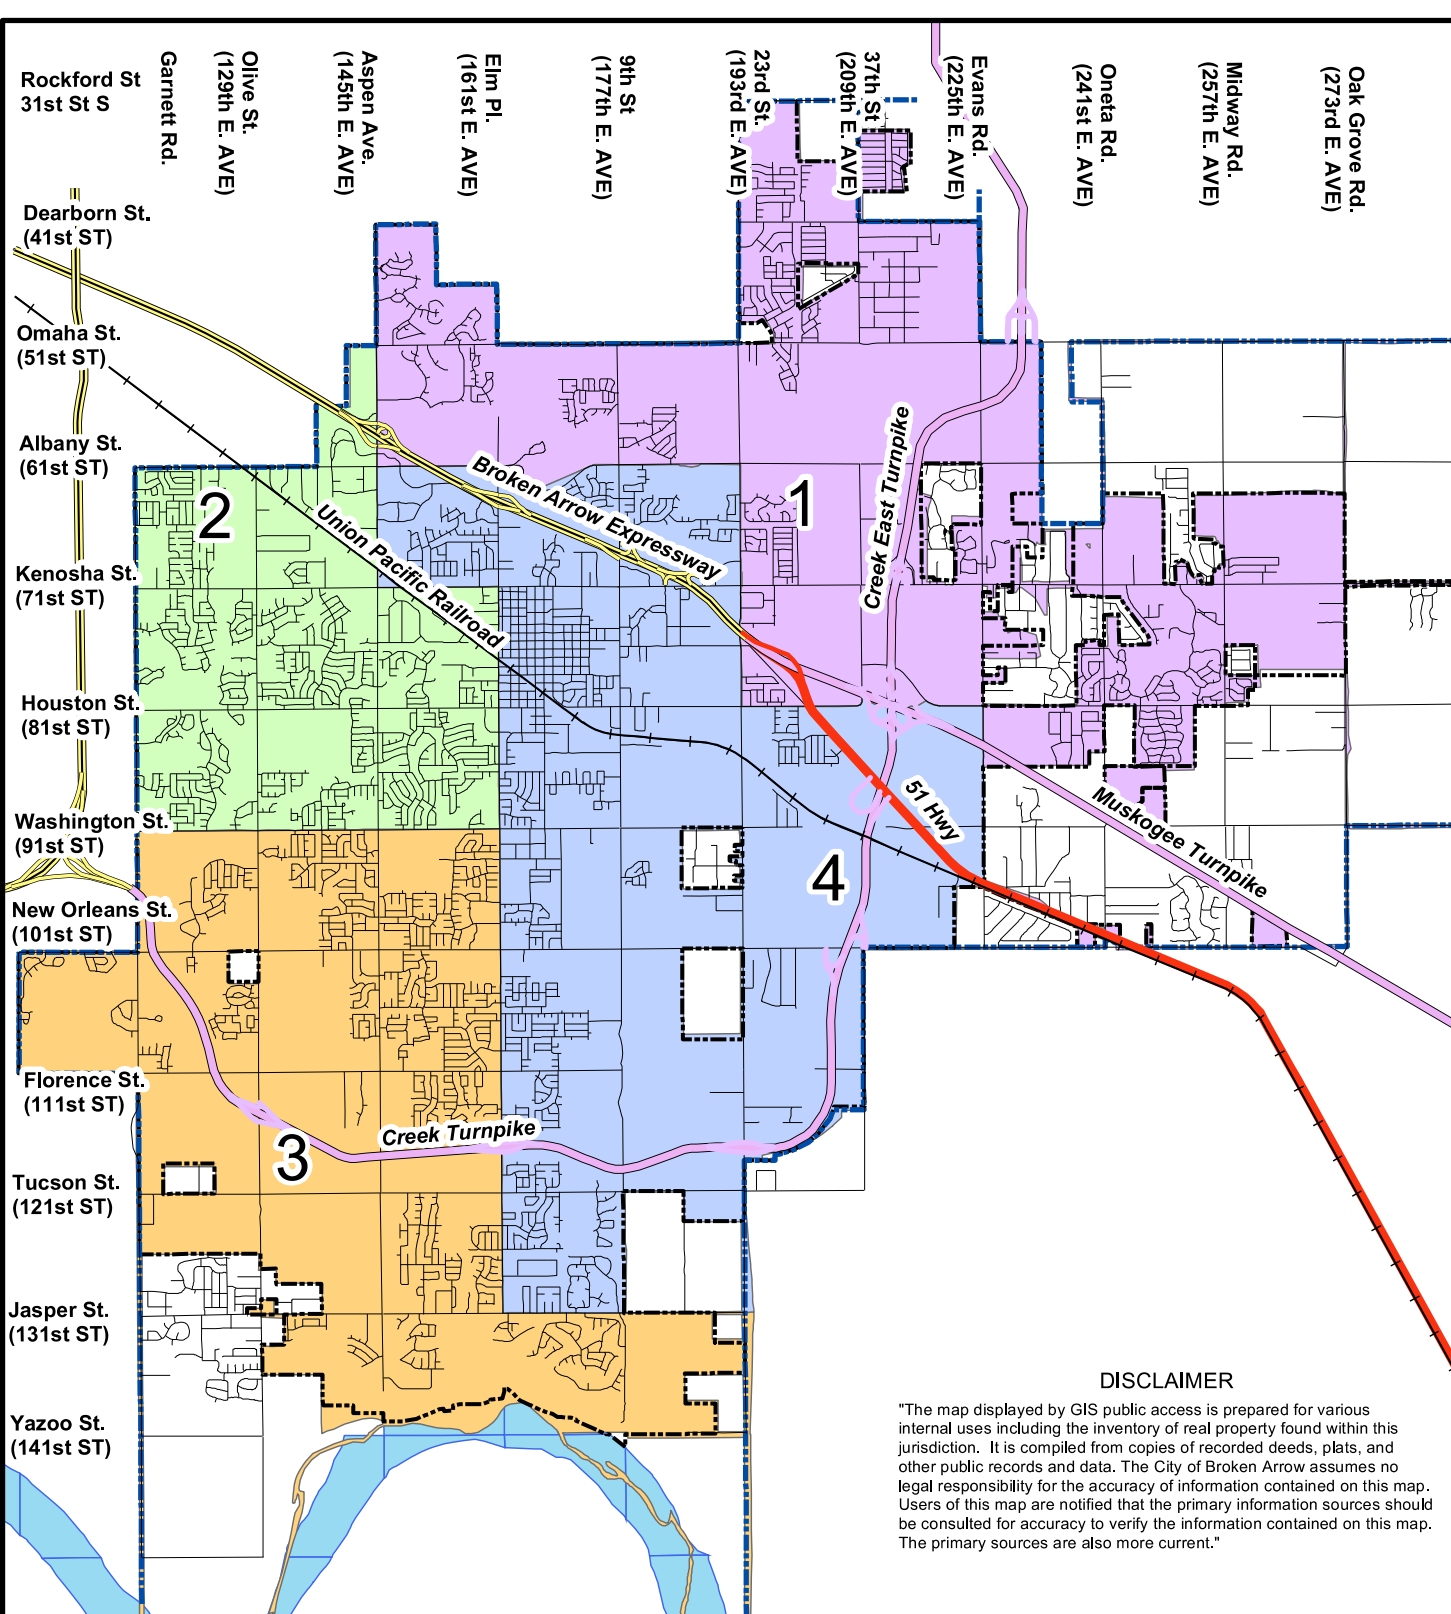 Rockford St
31st St S
Garnett Rd.
Olive St.
(129th E. AVE)
Aspen Ave.
(145th E. AVE)
Elm Pl.
(161st E. AVE)
9th St
(177th E. AVE)
23rd St.
(193rd E. AVE)
37th St
(209th E. AVE)
Evans Rd.
(225th E. AVE)
Oneta Rd.
(241st E. AVE)
Midway Rd.
(257th E. AVE)
Oak Grove Rd.
(273rd E. AVE)
Dearborn St.
(41st ST)
Omaha St.
(51st ST)
Albany St.
(61st ST)
Kenosha St.
(71st ST)
Houston St.
(81st ST)
Washington St.
(91st ST)
New Orleans St.
(101st ST)
Florence St.
(111st ST)
Tucson St.
(121st ST)
Jasper St.
(131st ST)
Yazoo St.
(141st ST)
2
1
Broken Arrow Expressway
Union Pacific Railroad
Creek East Turnpike
51 Hwy
Muskogee Turnpike
4
3
Creek Turnpike
DISCLAIMER
"The map displayed by GIS public access is prepared for various
internal uses including the inventory of real property found within this
jurisdiction. It is compiled from copies of recorded deeds, plats, and
other public records and data. The City of Broken Arrow assumes no
legal responsibility for the accuracy of information contained on this map.
Users of this map are notified that the primary information sources should
be consulted for accuracy to verify the information contained on this map.
The primary sources are also more current."